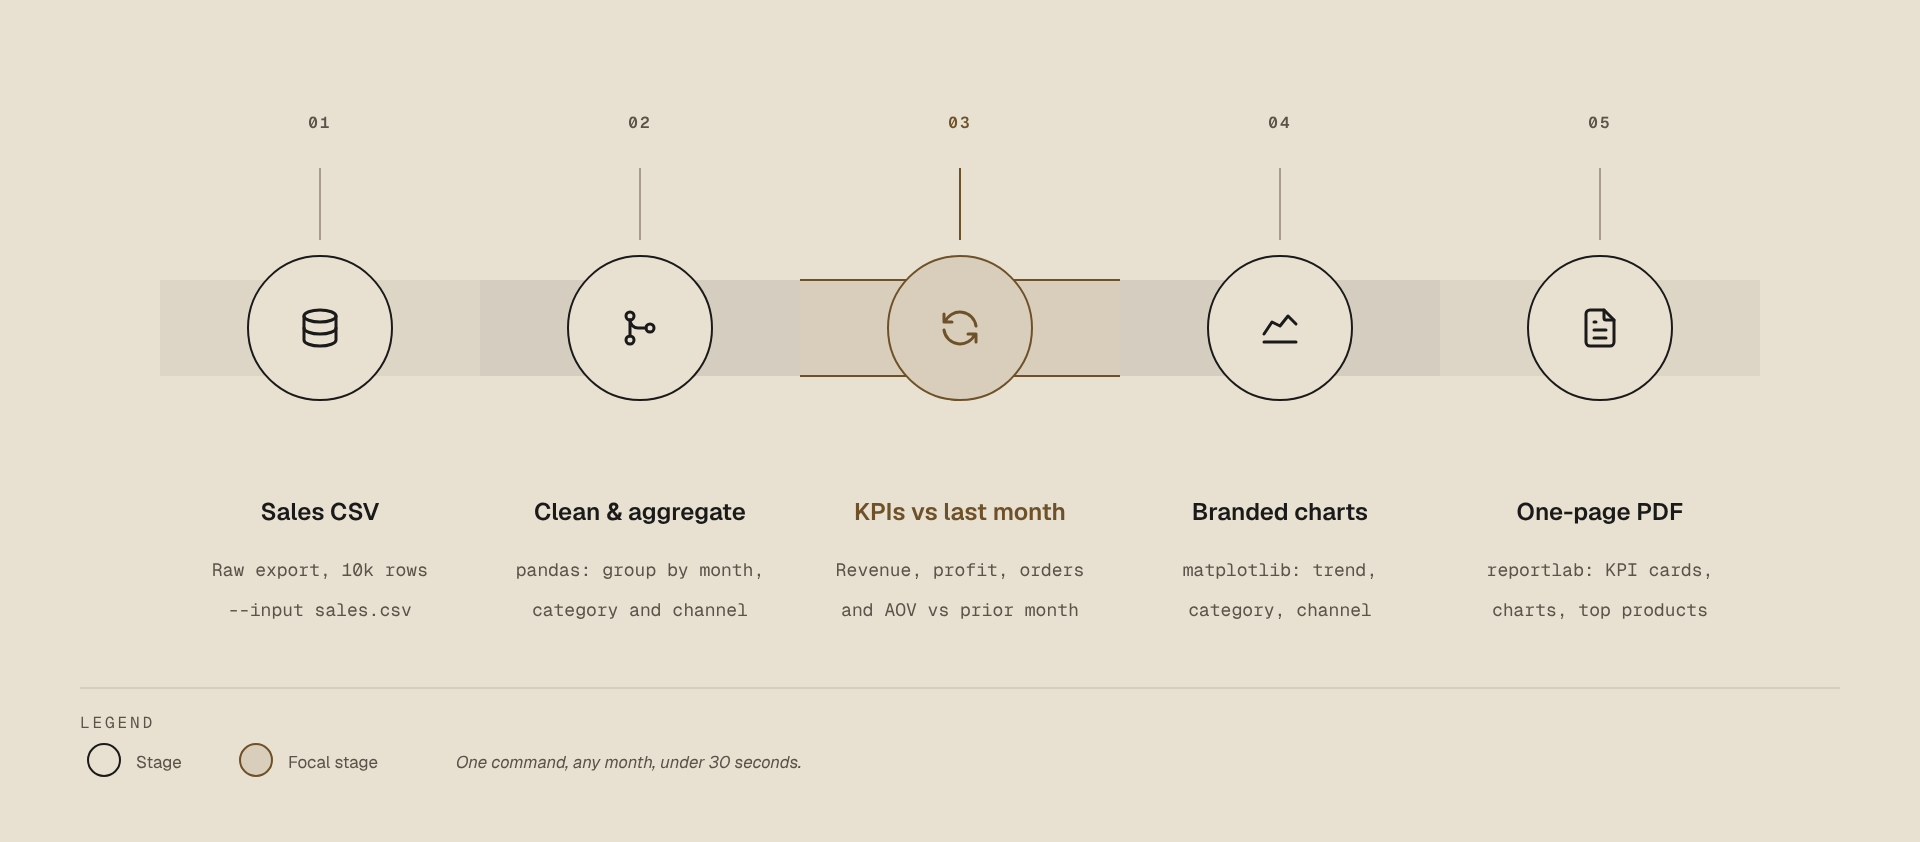 01
02
03
04
05
Sales CSV
Raw export, 10k rows
--input sales.csv
Clean & aggregate
pandas: group by month,
category and channel
KPIs vs last month
Revenue, profit, orders
and AOV vs prior month
Branded charts
matplotlib: trend,
category, channel
One-page PDF
reportlab: KPI cards,
charts, top products
LEGEND
Stage
Focal stage
One command, any month, under 30 seconds.